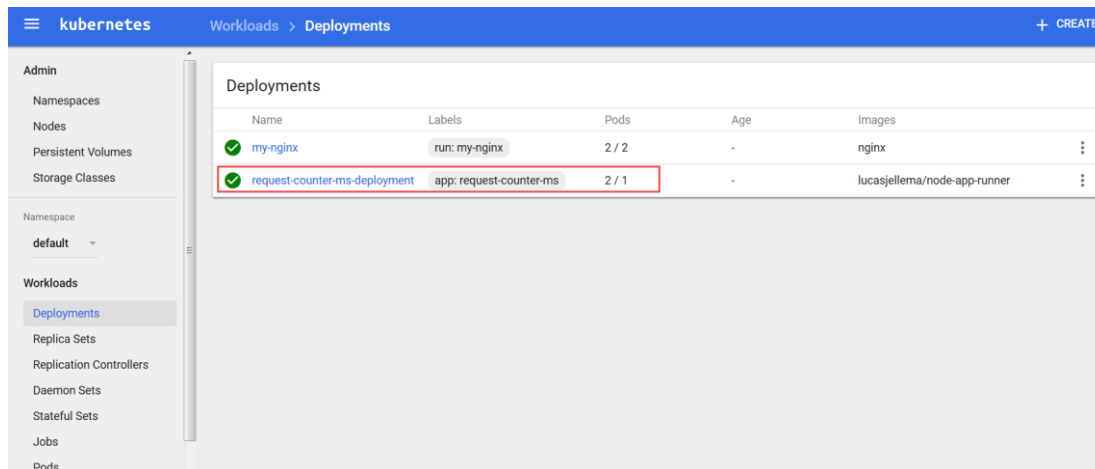 kubernetes Workloads > Deployments + CREATE
Admin
Namespaces
Nodes
Persistent Volumes
Storage Classes
Namespace
default
Workloads
Deployments
Replica Sets
Replication Controllers
Daemon Sets
Stateful Sets
Jobs
Pods
Deployments
Name Labels Pods Age Images
my-nginx run: my-nginx 2 / 2 - nginx
request-counter-ms-deployment app: request-counter-ms 2 / 1 - lucasjellema/node-app-runner